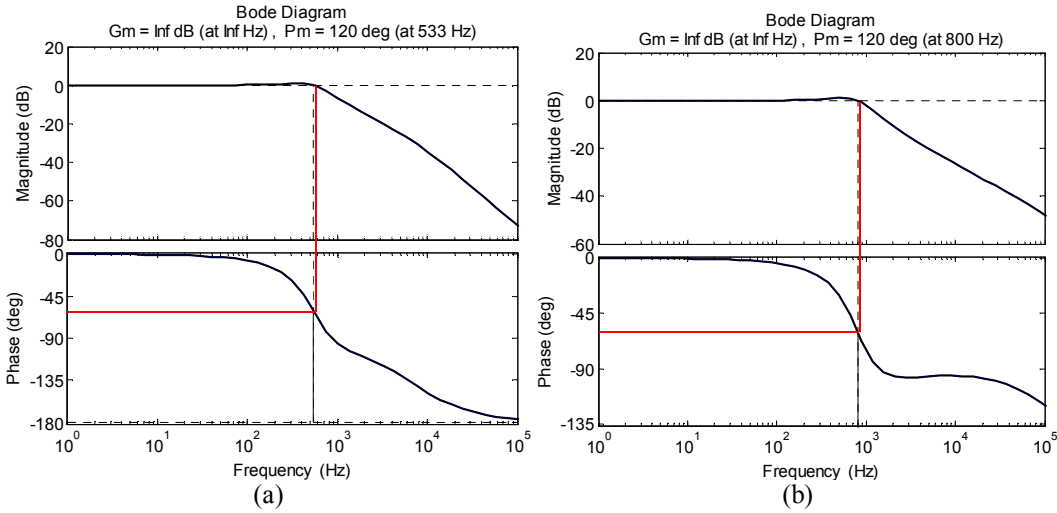 Bode Diagram
Gm = Inf dB (at Inf Hz) , Pm = 120 deg (at 533 Hz)
20
0
-20
-40
-60
-80
Magnitude (dB)
0
-45
-90
-135
-180
Phase (deg)
10^0 10^1 10^2 10^3 10^4 10^5
Frequency (Hz)
(a)
Bode Diagram
Gm = Inf dB (at Inf Hz) , Pm = 120 deg (at 800 Hz)
20
0
-20
-40
-60
Magnitude (dB)
0
-45
-90
-135
Phase (deg)
10^0 10^1 10^2 10^3 10^4 10^5
Frequency (Hz)
(b)